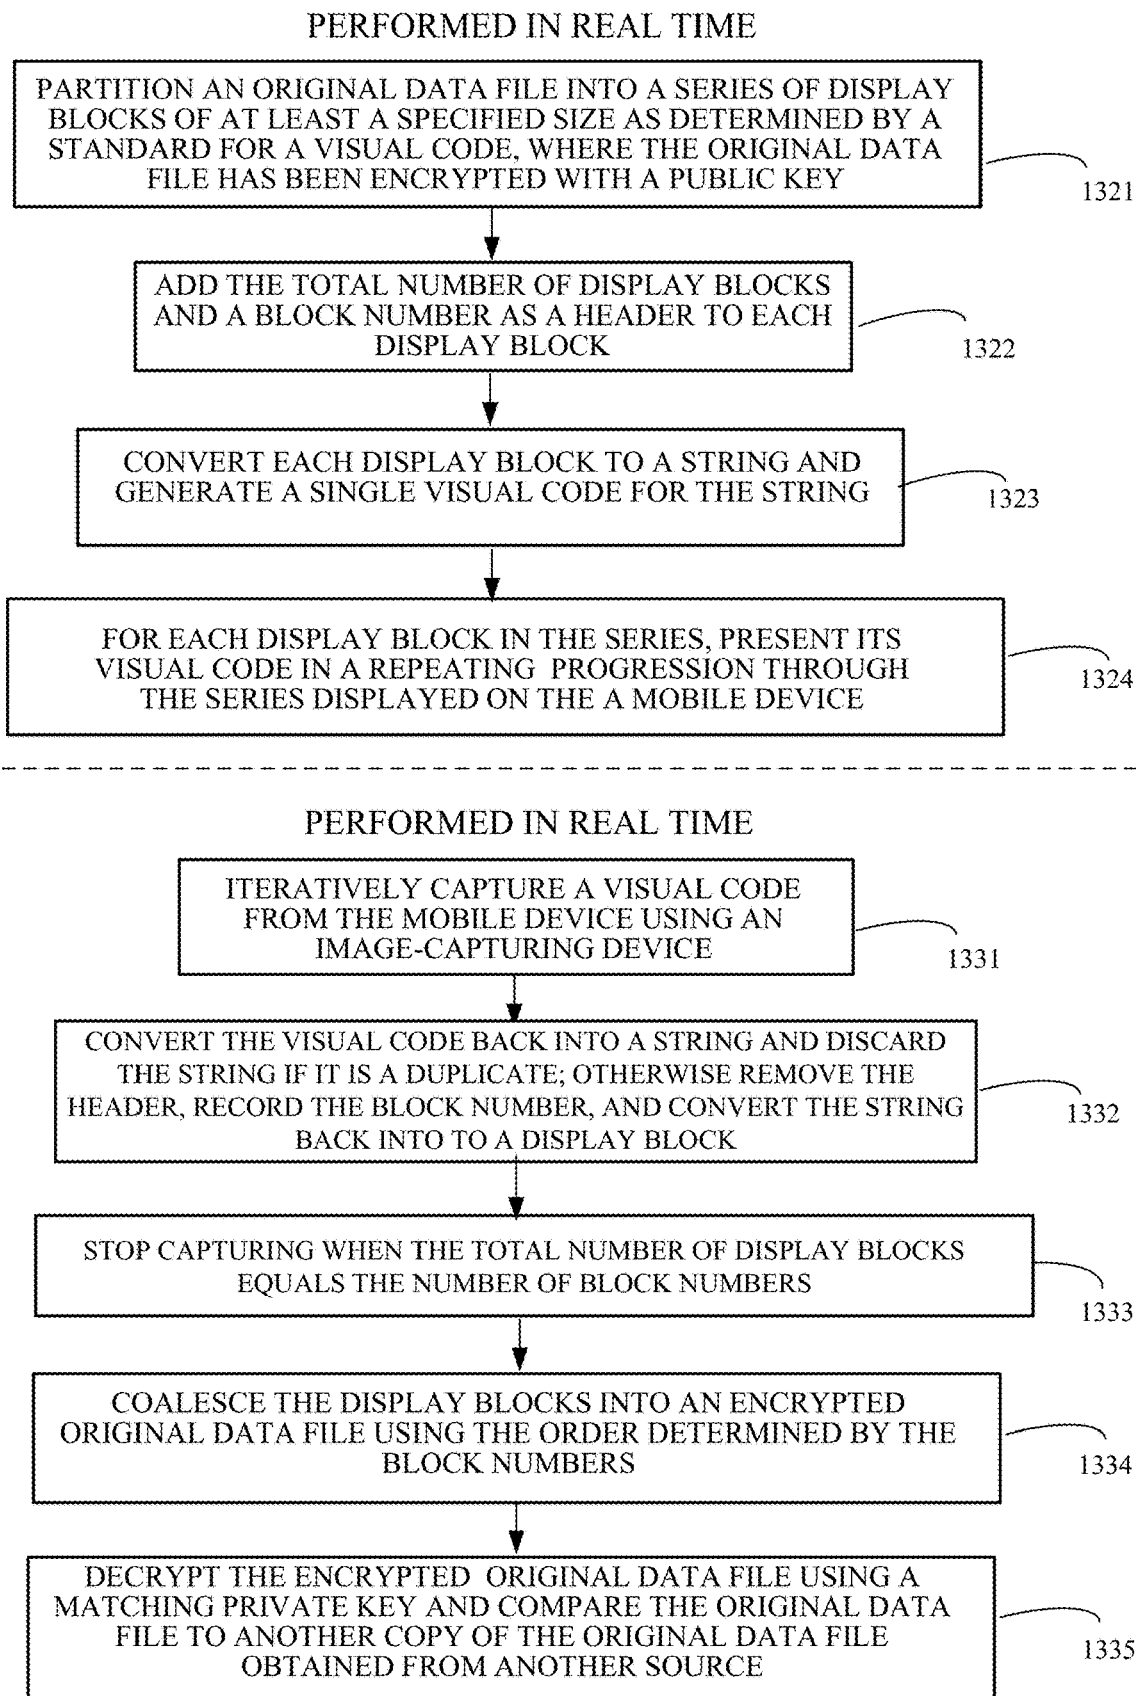 PERFORMED IN REAL TIME
PARTITION AN ORIGINAL DATA FILE INTO A SERIES OF DISPLAY
BLOCKS OF AT LEAST A SPECIFIED SIZE AS DETERMINED BY A
STANDARD FOR A VISUAL CODE, WHERE THE ORIGINAL DATA
FILE HAS BEEN ENCRYPTED WITH A PUBLIC KEY
1321
ADD THE TOTAL NUMBER OF DISPLAY BLOCKS
AND A BLOCK NUMBER AS A HEADER TO EACH
DISPLAY BLOCK
1322
CONVERT EACH DISPLAY BLOCK TO A STRING AND
GENERATE A SINGLE VISUAL CODE FOR THE STRING
1323
FOR EACH DISPLAY BLOCK IN THE SERIES, PRESENT ITS
VISUAL CODE IN A REPEATING PROGRESSION THROUGH
THE SERIES DISPLAYED ON THE A MOBILE DEVICE
1324
PERFORMED IN REAL TIME
ITERATIVELY CAPTURE A VISUAL CODE
FROM THE MOBILE DEVICE USING AN
IMAGE-CAPTURING DEVICE
1331
CONVERT THE VISUAL CODE BACK INTO A STRING AND DISCARD
THE STRING IF IT IS A DUPLICATE; OTHERWISE REMOVE THE
HEADER, RECORD THE BLOCK NUMBER, AND CONVERT THE STRING
BACK INTO TO A DISPLAY BLOCK
1332
STOP CAPTURING WHEN THE TOTAL NUMBER OF DISPLAY BLOCKS
EQUALS THE NUMBER OF BLOCK NUMBERS
1333
COALESCE THE DISPLAY BLOCKS INTO AN ENCRYPTED
ORIGINAL DATA FILE USING THE ORDER DETERMINED BY THE
BLOCK NUMBERS
1334
DECRYPT THE ENCRYPTED ORIGINAL DATA FILE USING A
MATCHING PRIVATE KEY AND COMPARE THE ORIGINAL DATA
FILE TO ANOTHER COPY OF THE ORIGINAL DATA FILE
OBTAINED FROM ANOTHER SOURCE
1335